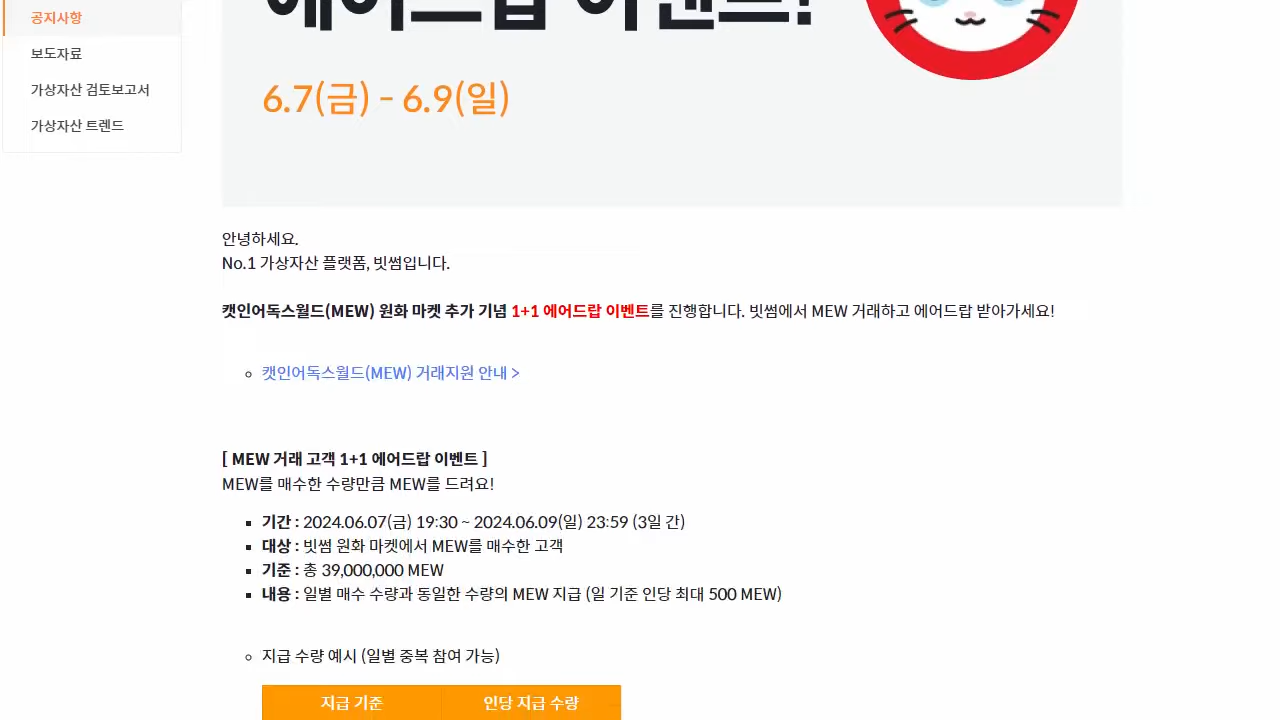 공지사항
보도자료
가상자산 검토보고서
가상자산 트렌드
에어드랍 이벤트!
6.7(금) - 6.9(일)
안녕하세요.
No.1 가상자산 플랫폼, 빗썸입니다.
캣인어독스월드(MEW) 원화 마켓 추가 기념 1+1 에어드랍 이벤트를 진행합니다. 빗썸에서 MEW 거래하고 에어드랍 받아가세요!
캣인어독스월드(MEW) 거래지원 안내 >
[ MEW 거래 고객 1+1 에어드랍 이벤트 ]
MEW를 매수한 수량만큼 MEW를 드려요!
기간 : 2024.06.07(금) 19:30 ~ 2024.06.09(일) 23:59 (3일 간)
대상 : 빗썸 원화 마켓에서 MEW를 매수한 고객
기준 : 총 39,000,000 MEW
내용 : 일별 매수 수량과 동일한 수량의 MEW 지급 (일 기준 인당 최대 500 MEW)
지급 수량 예시 (일별 중복 참여 가능)
지급 기준 인당 지급 수량